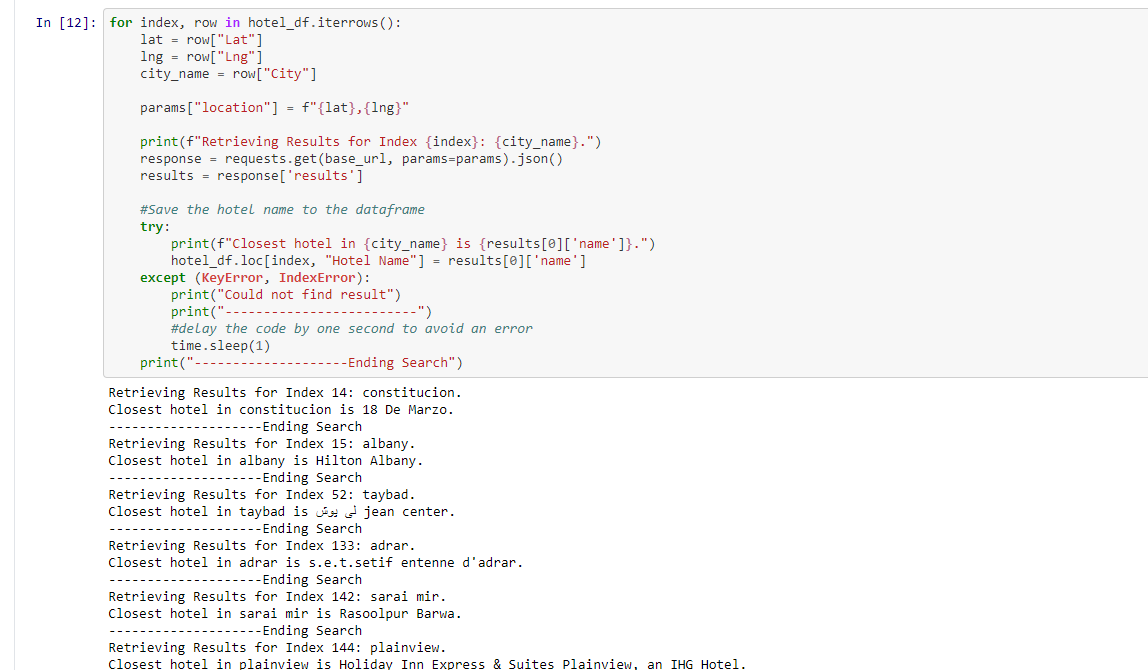 In [12]: for index, row in hotel_df.iterrows():
    lat = row["Lat"]
    lng = row["Lng"]
    city_name = row["City"]

    params["location"] = f"{lat},{lng}"

    print(f"Retrieving Results for Index {index}: {city_name}.")
    response = requests.get(base_url, params=params).json()
    results = response['results']

    #Save the hotel name to the dataframe
    try:
        print(f"Closest hotel in {city_name} is {results[0]['name']}.")
        hotel_df.loc[index, "Hotel Name"] = results[0]['name']
    except (KeyError, IndexError):
        print("Could not find result")
        print("-------------------------")
        #delay the code by one second to avoid an error
        time.sleep(1)
    print("--------------------Ending Search")
Retrieving Results for Index 14: constitucion.
Closest hotel in constitucion is 18 De Marzo.
--------------------Ending Search
Retrieving Results for Index 15: albany.
Closest hotel in albany is Hilton Albany.
--------------------Ending Search
Retrieving Results for Index 52: taybad.
Closest hotel in taybad is لی پوش jean center.
--------------------Ending Search
Retrieving Results for Index 133: adrar.
Closest hotel in adrar is s.e.t.setif entenne d'adrar.
--------------------Ending Search
Retrieving Results for Index 142: sarai mir.
Closest hotel in sarai mir is Rasoolpur Barwa.
--------------------Ending Search
Retrieving Results for Index 144: plainview.
Closest hotel in plainview is Holiday Inn Express & Suites Plainview, an IHG Hotel.